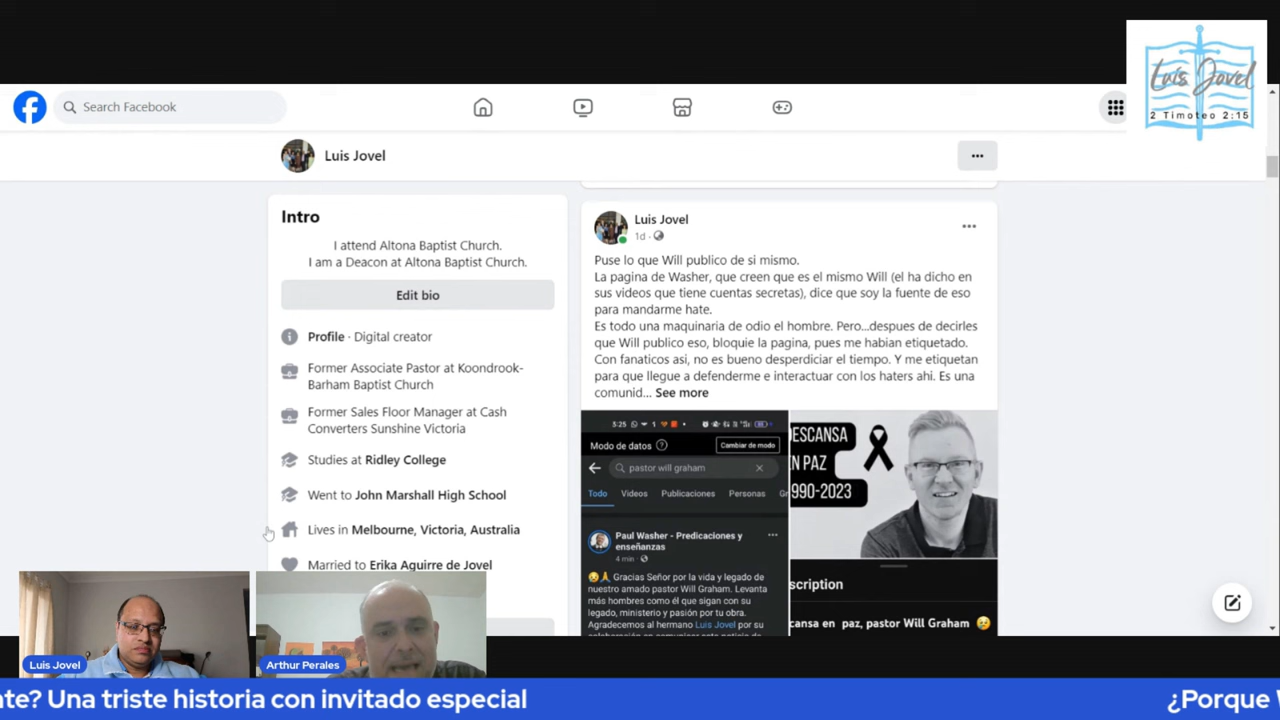 Luis Jovel
2 Timoteo 2:15
Search Facebook
Luis Jovel
Intro
I attend Altona Baptist Church.
I am a Deacon at Altona Baptist Church.
Edit bio
Profile · Digital creator
Former Associate Pastor at Koondrook-
Barham Baptist Church
Former Sales Floor Manager at Cash
Converters Sunshine Victoria
Studies at Ridley College
Went to John Marshall High School
Lives in Melbourne, Victoria, Australia
Married to Erika Aguirre de Jovel
Luis Jovel
1d ·
Puse lo que Will publico de si mismo.
La pagina de Washer, que creen que es el mismo Will (el ha dicho en
sus videos que tiene cuentas secretas), dice que soy la fuente de eso
para mandarme hate.
Es todo una maquinaria de odio el hombre. Pero...despues de decirles
que Will publico eso, bloquie la pagina, pues me habian etiquetado.
Con fanaticos asi, no es bueno desperdiciar el tiempo. Y me etiquetan
para que llegue a defenderme e interactuar con los haters ahi. Es una
comunid... See more
Modo de datos
Cambiar de modo
pastor will graham
Todo Videos Publicaciones Personas
Paul Washer - Predicaciones y
enseñanzas
4 min ·
Gracias Señor por la vida y legado de
nuestro amado pastor Will Graham. Levanta
más hombres como él que sigan con su
legado, ministerio y pasión por tu obra.
Agradecemos al hermano Luis Jovel por su
ESCANSA
N PAZ
990-2023
scription
cansa en paz, pastor Will Graham
Luis Jovel
Arthur Perales
nte? Una triste historia con invitado especial
¿Porque